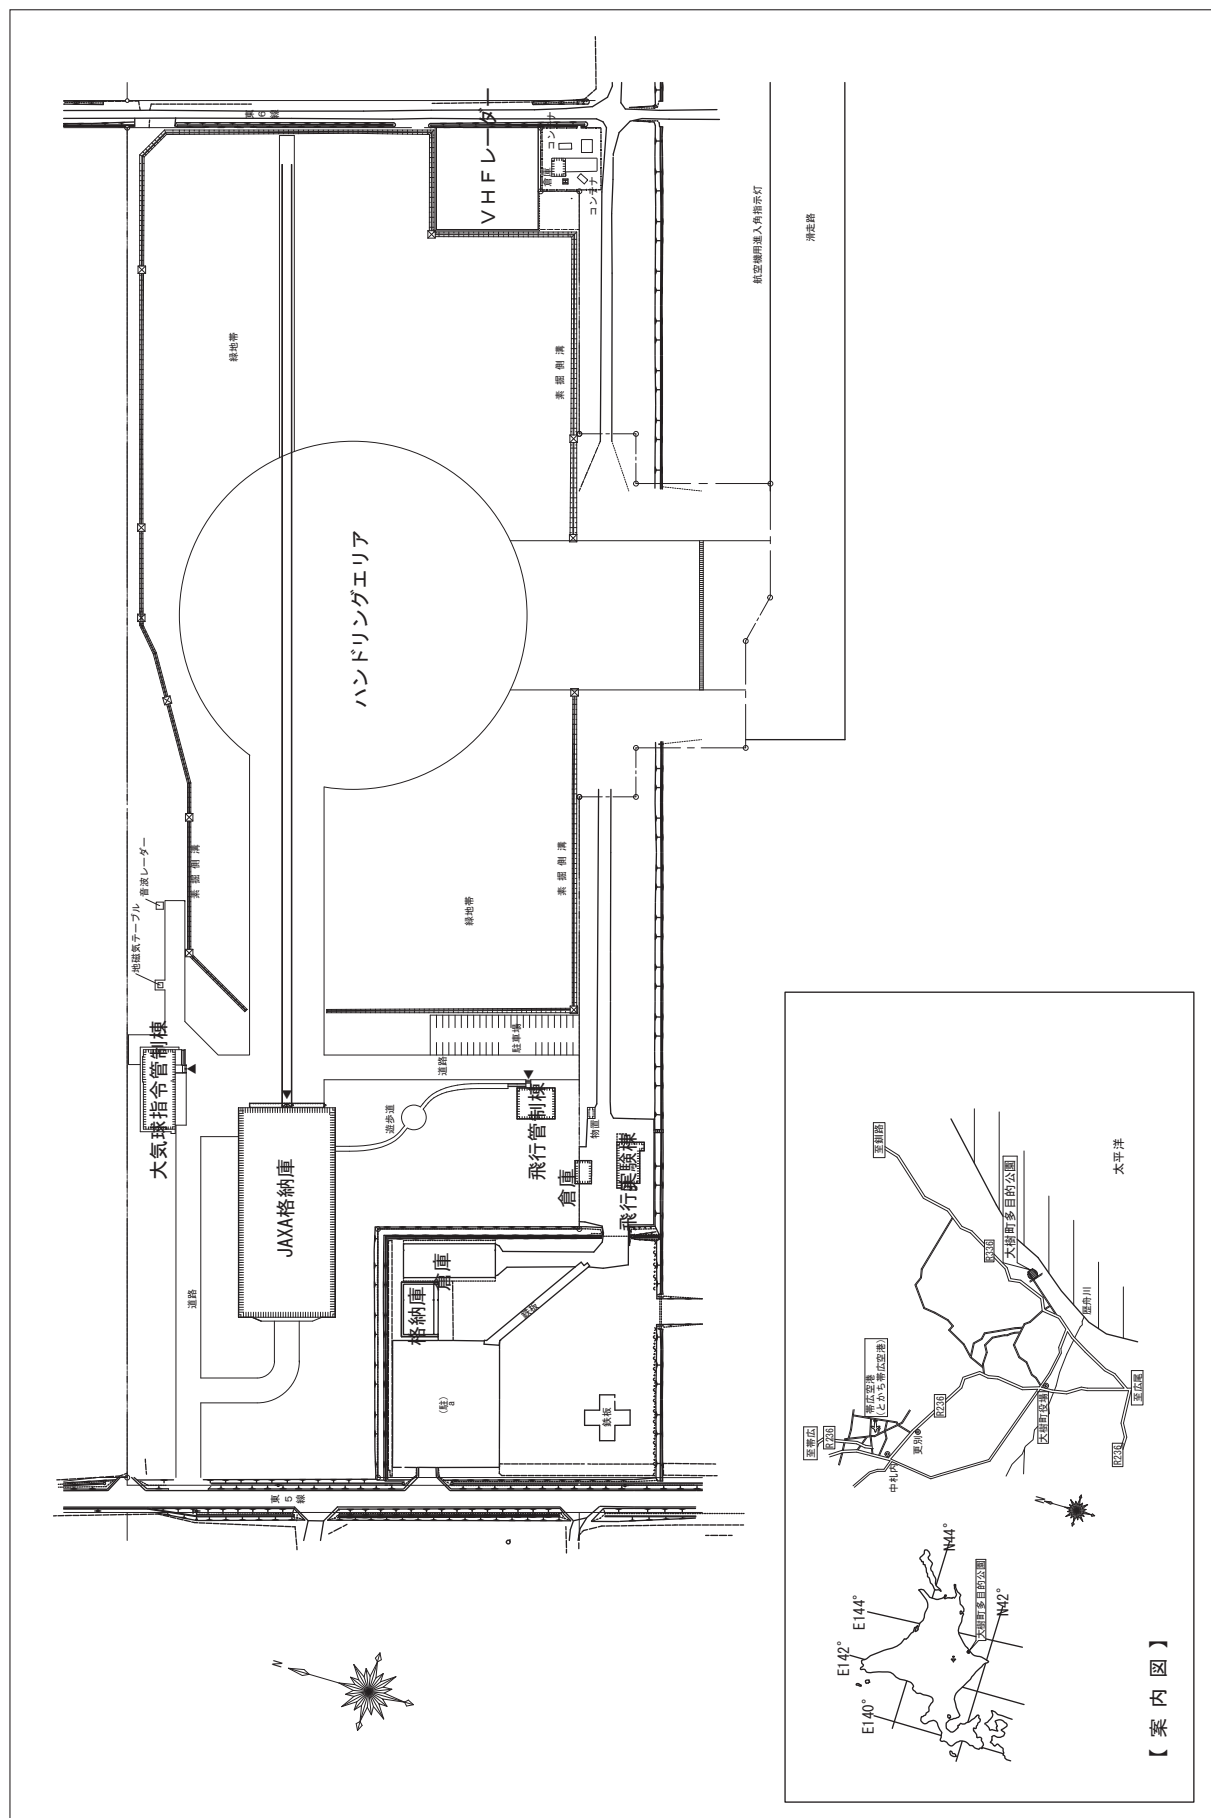 東6線
VHFレーダー
コンテナ
倉庫
コンテナ
航空機用進入角指示灯
滑走路
緑地帯
素掘側溝
ハンドリングエリア
音波レーダー
地磁気テーブル
素掘側溝
緑地帯
素掘側溝
大気球指令管制棟
駐車場
道路
遊歩道
飛行管制棟
物置
倉庫
飛行実験棟
JAXA格納庫
道路
倉庫
格納庫
鉄板
(駐)
a
鉄板
東5線
N
【案内図】
至釧路
大樹町多目的公園
R336
太平洋
歴舟川
帯広空港
(とかち帯広空港)
至帯広
R236
R236
更別
中札内
大樹町役場
至広尾
R236
N
N44°
E144°
E142°
E140°
N42°
大樹町多目的公園